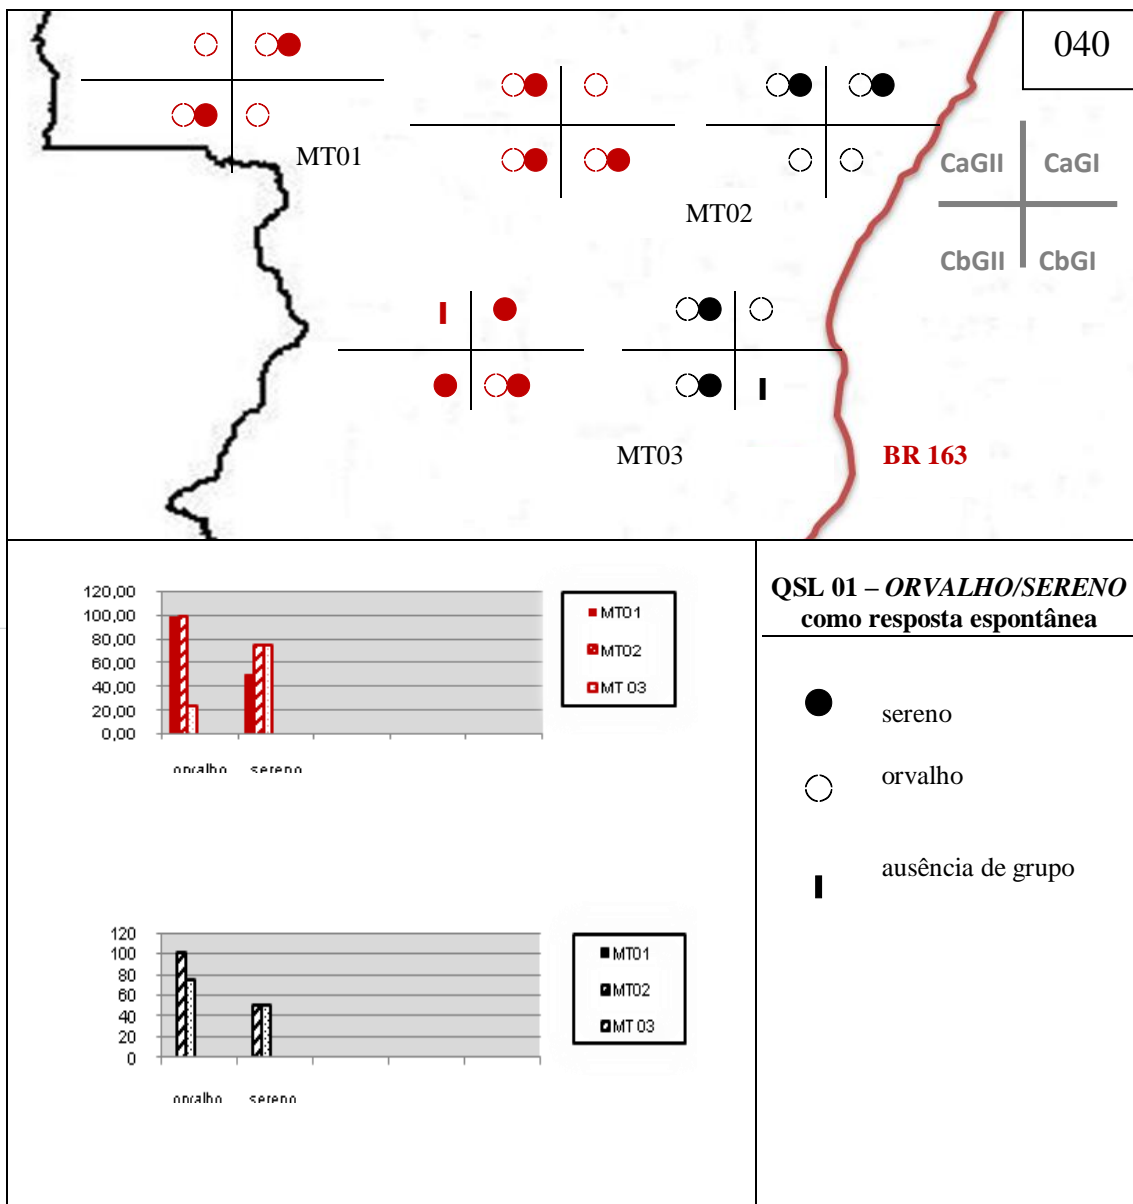 040
MT01
CaGII CaGI
MT02
CbGII CbGI
MT03
BR 163
120,00
100,00
80,00
60,00
40,00
20,00
0,00
orvalho sereno
MT01
MT02
MT 03
120
100
80
60
40
20
0
orvalho sereno
MT01
MT02
MT 03
QSL 01 – ORVALHO/SERENO
como resposta espontânea
sereno
orvalho
ausência de grupo